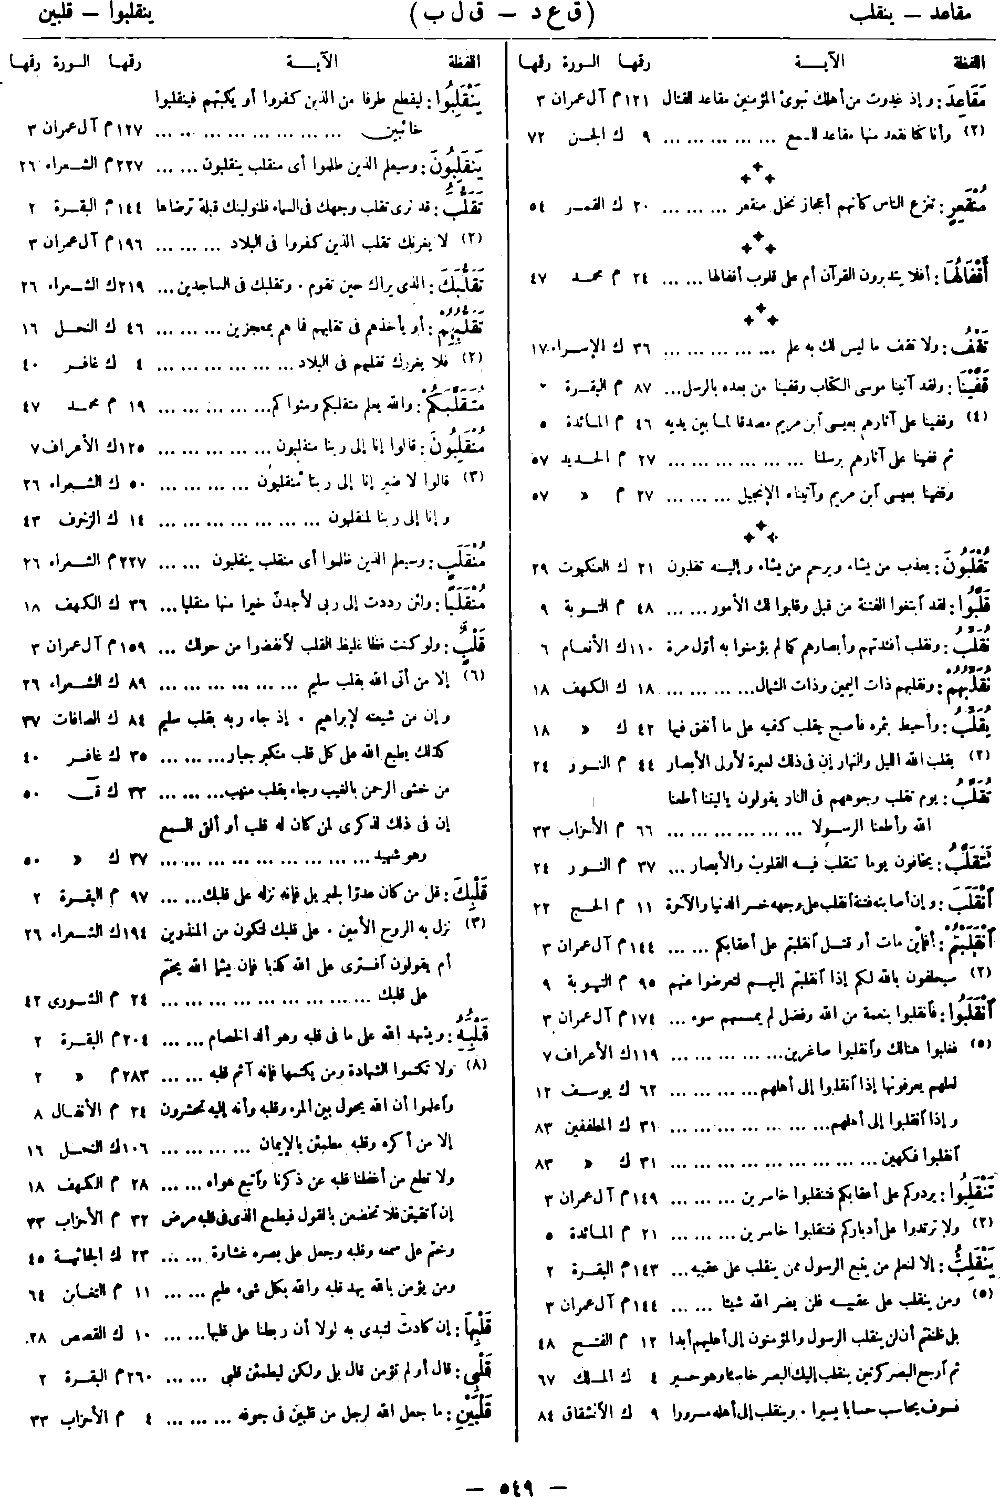 مقاعد – ينقلب
(ق ع د – ق ل ب)
ينقلبوا – قلبين
اللفظة الآية رقمها السورة رقمها
مَقَاعِدَ: وإذ غدوت من أهلك تبوئ المؤمنين مقاعد للقتال ١٢١ م آل عمران ٣
(٢) وأنا كنا نقعد منها مقاعد للسمع ... ... ... ... ٩ ك الجن ٧٢
مُنْقَعِرٍ: تنزع الناس كأنهم أعجاز نخل منقعر ... ... ... ٢٠ ك القمر ٥٤
أَقْفَالُهَا: أفلا يتدبرون القرآن أم على قلوب أقفالها ... ... ٢٤ م محمد ٤٧
تَقْفُ: ولا تقف ما ليس لك به علم ... ... ... ... ٣٦ ك الإسراء ١٧
قَفَّيْنَا: ولقد آتينا موسى الكتاب وقفينا من بعده بالرسل... ٨٧ م البقرة ٢
(٤) وقفينا على آثارهم بعيسى ابن مريم مصدقا لما بين يديه ٤٦ م المائدة ٥
ثم قفينا على آثارهم برسلنا ... ... ... ... ... ٢٧ م الحديد ٥٧
وقفينا بعيسى ابن مريم وآتيناه الإنجيل ... ... ... ٢٧ م » ٥٧
تُقْلَبُونَ: يعذب من يشاء ويرحم من يشاء وإليه تقلبون ٢١ ك العنكبوت ٢٩
قَلَّبُوا: لقد ابتغوا الفتنة من قبل وقلبوا لك الأمور ... ... ٤٨ م التوبة ٩
نُقَلِّبُ: ونقلب أفئدتهم وأبصارهم كما لم يؤمنوا به أول مرة ١١٠ ك الأنعام ٦
نُقَلِّبُهُمْ: ونقلبهم ذات اليمين وذات الشمال... ... ... ... ١٨ ك الكهف ١٨
يُقَلِّبُ: وأحيط بثمره فأصبح يقلب كفيه على ما أنفق فيها ٤٢ ك » ١٨
(٢) يقلب الله الليل والنهار إن فى ذلك لعبرة لأولى الأبصار ٤٤ م النور ٢٤
تُقَلَّبُ: يوم تقلب وجوههم فى النار يقولون ياليتنا أطعنا
الله وأطعنا الرسولا ... ... ... ... ... ٦٦ م الأحزاب ٣٣
تَتَقَلَّبُ: يخافون يوما تتقلب فيه القلوب والأبصار ... ٣٧ م النور ٢٤
أَنْقَلَبَ: وإن أصابته فتنة انقلب على وجهه خسر الدنيا والآخرة ١١ م الحج ٢٢
أَنْقَلَبْتُمْ: أفإين مات أو قتل انقلبتم على أعقابكم ... ... ١٤٤ م آل عمران ٣
(٢) سيحلفون بالله لكم إذا انقلبتم إليهم لتعرضوا عنهم ٩٥ م التوبة ٩
أَنْقَلَبُوا: فانقلبوا بنعمة من الله وفضل لم يمسسهم سوء ... ١٧٤ م آل عمران ٣
(٥) فغلبوا هنالك وانقلبوا صاغرين... ... ... ... ١١٩ ك الأعراف ٧
لعلهم يعرفونها إذا انقلبوا إلى أهلهم... ... ... ٦٢ ك يوسف ١٢
وإذا انقلبوا إلى أهلهم... ... ... ... ... ... ٣١ ك المطففين ٨٣
انقلبوا فكهين... ... ... ... ... ... ... ... ٣١ ك » ٨٣
تَنْقَلِبُوا: يردوكم على أعقابكم فتنقلبوا خاسرين ... ... ... ١٤٩ م آل عمران ٣
(٢) ولا ترتدوا على أدباركم فتنقلبوا خاسرين ... ... ٢١ م المائدة ٥
يَنْقَلِبُ: إلا لنعلم من يتبع الرسول ممن ينقلب على عقبيه ... ١٤٣ م البقرة ٢
(٥) ومن ينقلب على عقبيه فلن يضر الله شيئا ... ... ١٤٤ م آل عمران ٣
بل ظننتم أن لن ينقلب الرسول والمؤمنون إلى أهليهم أبدا ١٢ م الفتح ٤٨
ثم ارجع البصر كرتين ينقلب إليك البصر خاسئا وهو حسير ٤ ك الملك ٦٧
فسوف يحاسب حسابا يسيرا . وينقلب إلى أهله مسرورا ٩ ك الانشقاق ٨٤
اللفظة الآية رقمها السورة رقمها
يَنْقَلِبُوا: ليقطع طرفا من الذين كفروا أو يكبتهم فينقلبوا
خائبين ... ... ... ... ... ... ... ... ١٢٧ م آل عمران ٣
يَنْقَلِبُونَ: وسيعلم الذين ظلموا أى منقلب ينقلبون ... ... ٢٢٧ م الشعراء ٢٦
تَقَلُّبَ: قد نرى تقلب وجهك فى السماء فلنولينك قبلة ترضاها ١٤٤ م البقرة ٢
(٢) لا يغرنك تقلب الذين كفروا فى البلاد ... ... ... ١٩٦ م آل عمران ٣
تَقَلُّبَكَ: الذى يراك حين تقوم . وتقلبك فى الساجدين... ... ٢١٩ ك الشعراء ٢٦
تَقَلُّبِهِمْ: أو يأخذهم فى تقلبهم فما هم بمعجزين ... ... ... ٤٦ ك النحل ١٦
(٢) فلا يغررك تقلبهم فى البلاد ... ... ... ... ... ٤ ك غافر ٤٠
مُتَقَلَّبَكُمْ: والله يعلم متقلبكم ومثواكم... ... ... ... ... ١٩ م محمد ٤٧
مُنْقَلِبُونَ: قالوا إنا إلى ربنا منقلبون... ... ... ... ١٢٥ ك الأعراف ٧
(٣) قالوا لا ضير إنا إلى ربنا منقلبون ... ... ... ... ٥٠ ك الشعراء ٢٦
وإنا إلى ربنا لمنقلبون ... ... ... ... ... ... ١٤ ك الزخرف ٤٣
مُنْقَلَبٍ: وسيعلم الذين ظلموا أى منقلب ينقلبون ... ... ٢٢٧ م الشعراء ٢٦
مُنْقَلَبًا: ولئن رددت إلى ربى لأجدن خيرا منها منقلبا... ٣٦ ك الكهف ١٨
قَلْبٍ: ولو كنت فظا غليظ القلب لانفضوا من حولك ... ١٥٩ م آل عمران ٣
(٦) إلا من أتى الله بقلب سليم ... ... ... ... ... ٨٩ ك الشعراء ٢٦
وإن من شيعته لإبراهيم . إذ جاء ربه بقلب سليم ٨٤ ك الصافات ٣٧
كذلك يطبع الله على كل قلب متكبر جبار... ... ... ٣٥ ك غافر ٤٠
من خشى الرحمن بالغيب وجاء بقلب منيب... ... ... ٣٣ ك ق ٥٠
إن فى ذلك لذكرى لمن كان له قلب أو ألقى السمع
وهو شهيد ... ... ... ... ... ... ... ... ٣٧ ك » ٥٠
قَلْبِكَ: قل من كان عدوا لجبريل فإنه نزله على قلبك... ... ٩٧ م البقرة ٢
(٣) نزل به الروح الأمين . على قلبك لتكون من المنذرين ١٩٤ ك الشعراء ٢٦
أم يقولون افترى على الله كذبا فإن يشإ الله يختم
على قلبك ... ... ... ... ... ... ... ... ٢٤ م الشورى ٤٢
قَلْبِهِ: ويشهد الله على ما فى قلبه وهو ألد الخصام ... ... ٢٠٤ م البقرة ٢
(٨) ولا تكتموا الشهادة ومن يكتمها فإنه آثم قلبه ... ... ٢٨٣ م » ٢
واعلموا أن الله يحول بين المرء وقلبه وأنه إليه تحشرون ٢٤ م الأنفال ٨
إلا من أكره وقلبه مطمئن بالإيمان ... ... ... ... ١٠٦ ك النحل ١٦
ولا تطع من أغفلنا قلبه عن ذكرنا واتبع هواه ... ... ٢٨ م الكهف ١٨
إن اتقيتن فلا تخضعن بالقول فيطمع الذى فى قلبه مرض ٣٢ م الأحزاب ٣٣
وختم على سمعه وقلبه وجعل على بصره غشاوة ... ... ٢٣ ك الجاثية ٤٥
ومن يؤمن بالله يهد قلبه والله بكل شىء عليم ... ... ١١ م التغابن ٦٤
قَلْبِهَا: إن كادت لتبدى به لولا أن ربطنا على قلبها... ... ١٠ ك القصص ٢٨
قَلْبِى: قال أو لم تؤمن قال بلى ولكن ليطمئن قلبى ... ... ٢٦٠ م البقرة ٢
قَلْبَيْنِ: ما جعل الله لرجل من قلبين فى جوفه ... ... ... ٤ م الأحزاب ٣٣
– ٥٤٩ –